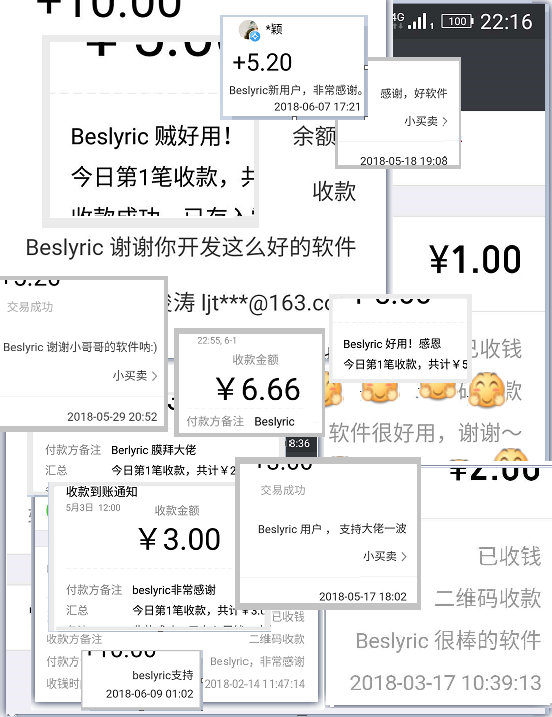 +10.00
*颖
+5.20
Beslyric新用户，非常感谢。
2018-06-07 17:21
4G
100
22:16
感谢，好软件
小买卖
2018-05-18 19:08
Beslyric 贼好用！
今日第1笔收款，共
余额
收款
Beslyric 谢谢你开发这么好的软件
涛 ljt***@163.co
¥1.00
已收钱
款
软件很好用，谢谢～
交易成功
Beslyric 谢谢小哥哥的软件呐:)
小买卖
2018-05-29 20:52
22:55, 6-1
收款金额
￥6.66
付款方备注 Beslyric
Beslyric 好用！感恩
今日第1笔收款，共计￥5
8:36
付款方备注 Berlyric 膜拜大佬
汇总 今日第1笔收款，共计￥2
收款到账通知
5月3日 12:00
收款金额
￥3.00
付款方备注 beslyric非常感谢
汇总 今日第1笔收款，共计￥3.0
交易成功
Beslyric 用户 ， 支持大佬一波
小买卖
2018-05-17 18:02
¥2.00
已收钱
二维码收款
Beslyric 很棒的软件
2018-03-17 10:39:13
已收钱
收款方备注 二维码收款
付款方 Beslyric，非常感谢
收钱时 2018-02-14 11:47:14
+10.00
beslyric支持
2018-06-09 01:02